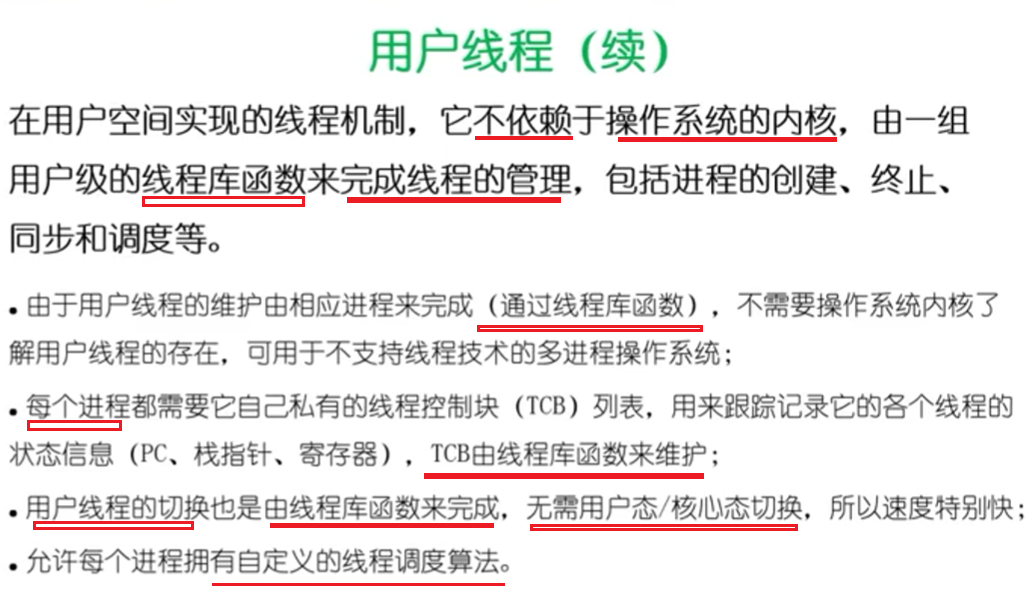 用户线程（续）
在用户空间实现的线程机制，它不依赖于操作系统的内核，由一组
用户级的线程库函数来完成线程的管理，包括进程的创建、终止、
同步和调度等。
• 由于用户线程的维护由相应进程来完成（通过线程库函数），不需要操作系统内核了
解用户线程的存在，可用于不支持线程技术的多进程操作系统；
• 每个进程都需要它自己私有的线程控制块（TCB）列表，用来跟踪记录它的各个线程的
状态信息（PC、栈指针、寄存器），TCB由线程库函数来维护；
• 用户线程的切换也是由线程库函数来完成，无需用户态/核心态切换，所以速度特别快；
• 允许每个进程拥有自定义的线程调度算法。